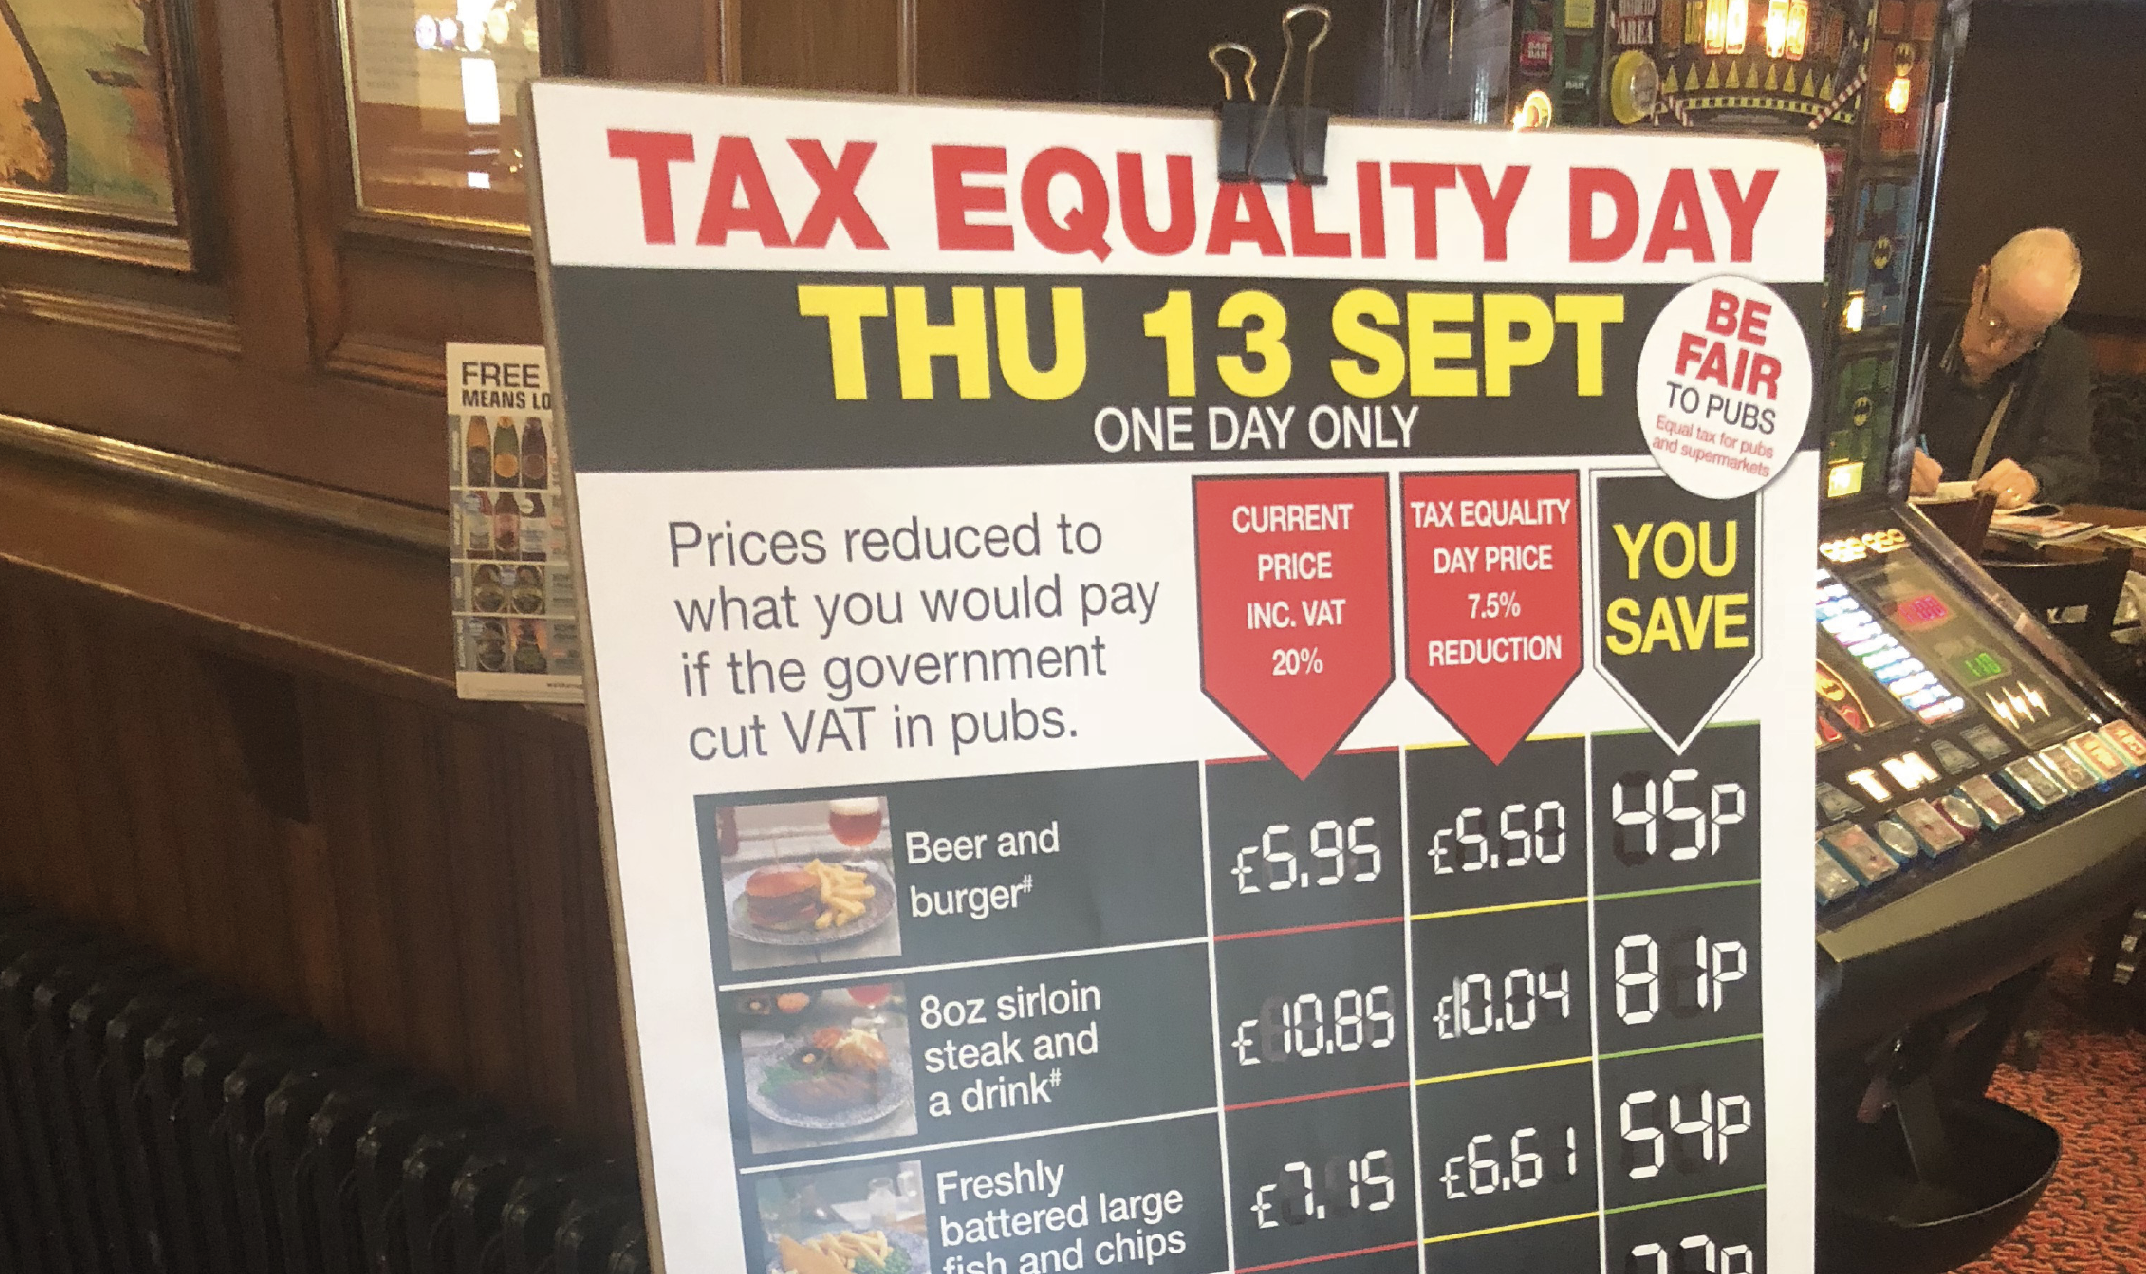 TAX EQUALITY DAY
THU 13 SEPT
ONE DAY ONLY
BE
FAIR
TO PUBS
Equal tax for pubs
and supermarkets
Prices reduced to
what you would pay
if the government
cut VAT in pubs.
CURRENT
PRICE
INC. VAT
20%
TAX EQUALITY
DAY PRICE
7.5%
REDUCTION
YOU
SAVE
Beer and
burger#
£5.95
£5.50
45P
8oz sirloin
steak and
a drink#
£10.85
£10.04
81P
Freshly
battered large
fish and chips
£7.15
£6.61
54P
FREE
MEANS
TM